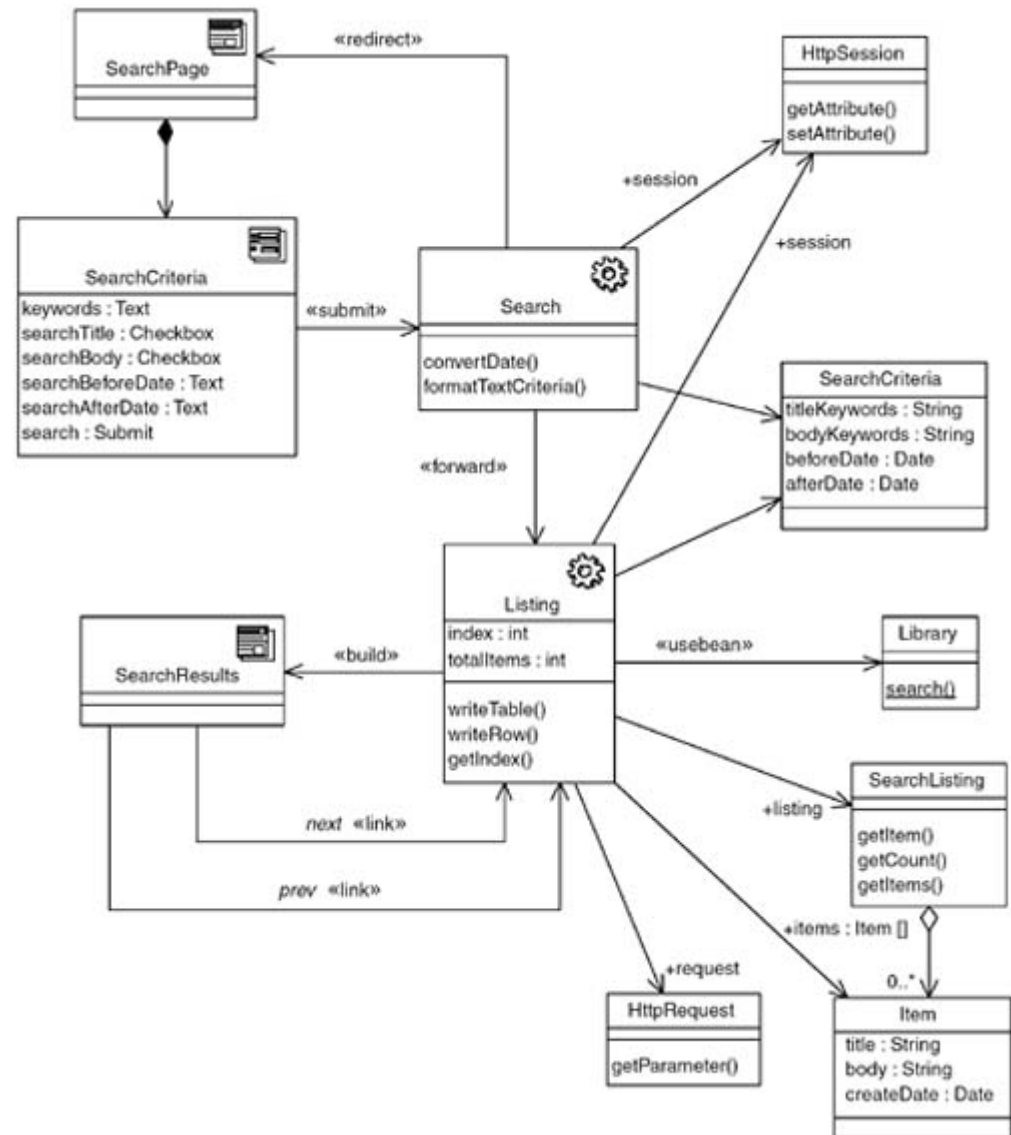 SearchPage
«redirect»
HttpSession
getAttribute()
setAttribute()
+session
+session
SearchCriteria
keywords : Text
searchTitle : Checkbox
searchBody : Checkbox
searchBeforeDate : Text
searchAfterDate : Text
search : Submit
«submit»
Search
convertDate()
formatTextCriteria()
SearchCriteria
titleKeywords : String
bodyKeywords : String
beforeDate : Date
afterDate : Date
«forward»
Listing
index : int
totalItems : int
writeTable()
writeRow()
getIndex()
SearchResults
«build»
«usebean»
Library
search()
next «link»
prev «link»
+listing
SearchListing
getItem()
getCount()
getItems()
+items : Item []
0..*
+request
HttpRequest
getParameter()
Item
title : String
body : String
createDate : Date